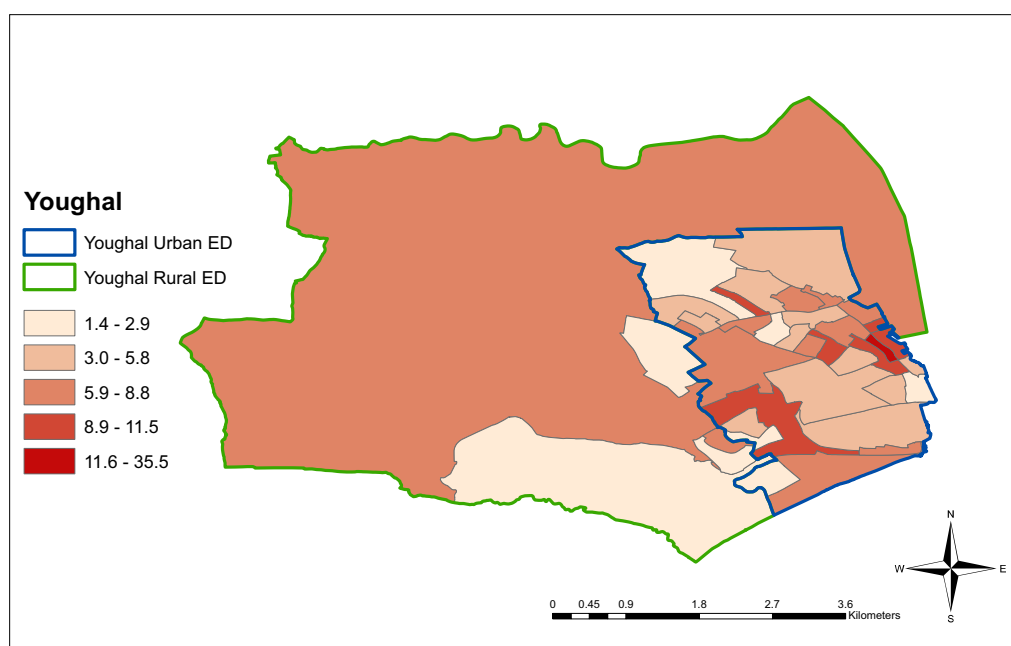 Youghal
Youghal Urban ED
Youghal Rural ED
1.4 - 2.9
3.0 - 5.8
5.9 - 8.8
8.9 - 11.5
11.6 - 35.5
N
W E
S
0 0.45 0.9 1.8 2.7 3.6
Kilometers